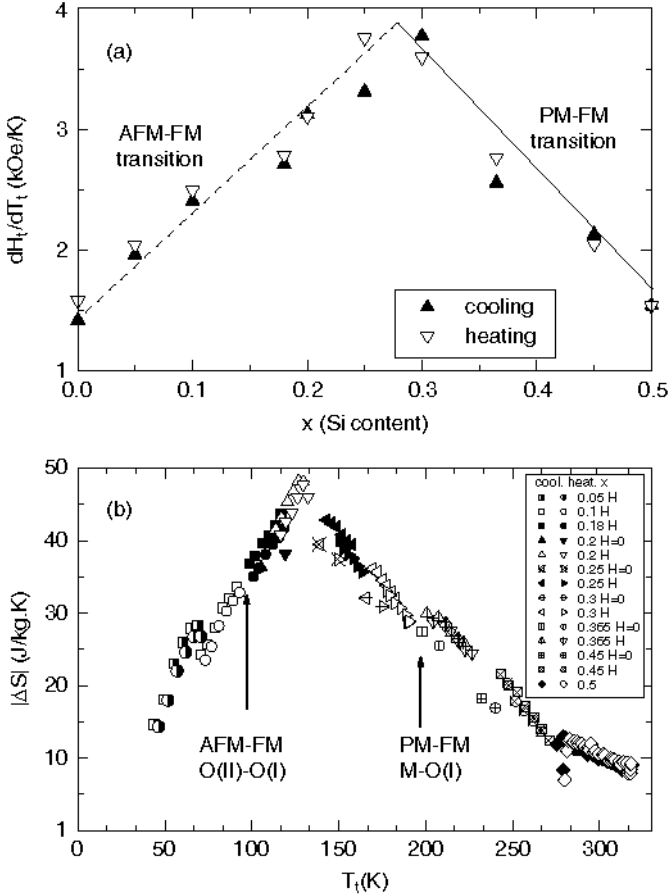 4
(a)
AFM-FM
transition
PM-FM
transition
3
dH_t/dT_t (kOe/K)
2
cooling
heating
1
0.0 0.1 0.2 0.3 0.4 0.5
x (Si content)
50
(b)
cool. heat. x
0.05 H
0.1 H
0.18 H
0.2 H=0
0.2 H
0.25 H=0
0.25 H
0.3 H=0
0.3 H
0.365 H=0
0.365 H
0.45 H=0
0.45 H
0.5
40
30
|ΔS| (J/kg.K)
20
AFM-FM
O(II)-O(I)
PM-FM
M-O(I)
10
1
0 50 100 150 200 250 300
T_t(K)